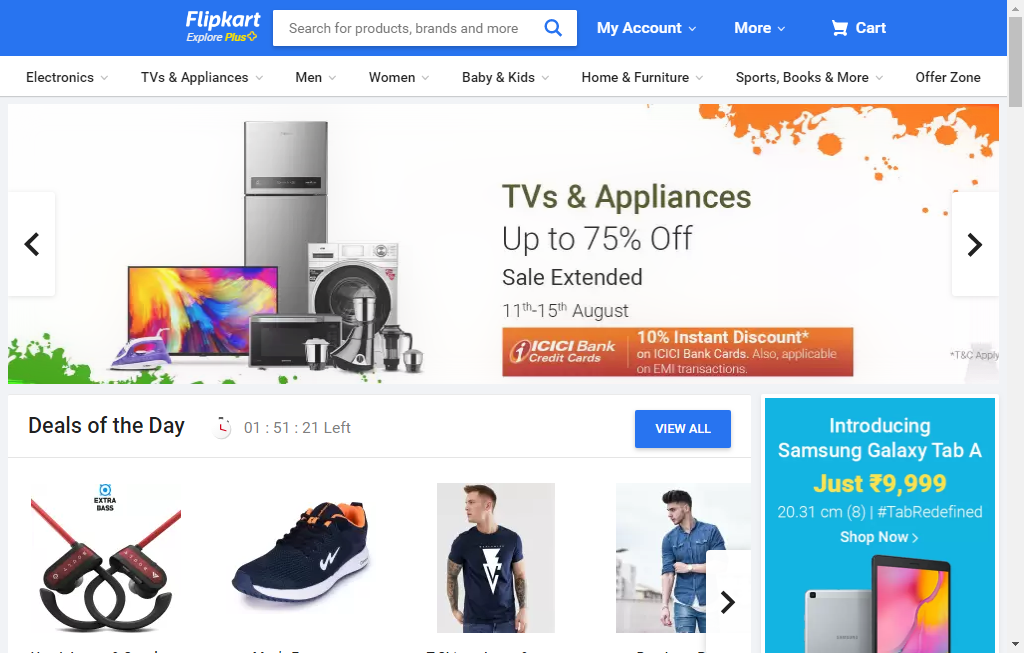 Flipkart
Explore Plus
Search for products, brands and more
My Account
More
Cart
Electronics
TVs & Appliances
Men
Women
Baby & Kids
Home & Furniture
Sports, Books & More
Offer Zone
TVs & Appliances
Up to 75% Off
Sale Extended
11th-15th August
ICICI Bank
Credit Cards
10% Instant Discount*
on ICICI Bank Cards. Also, applicable
on EMI transactions.
*T&C Apply
Deals of the Day
01 : 51 : 21 Left
VIEW ALL
EXTRA
BASS
Introducing
Samsung Galaxy Tab A
Just ₹9,999
20.31 cm (8) | #TabRedefined
Shop Now
SAMSUNG